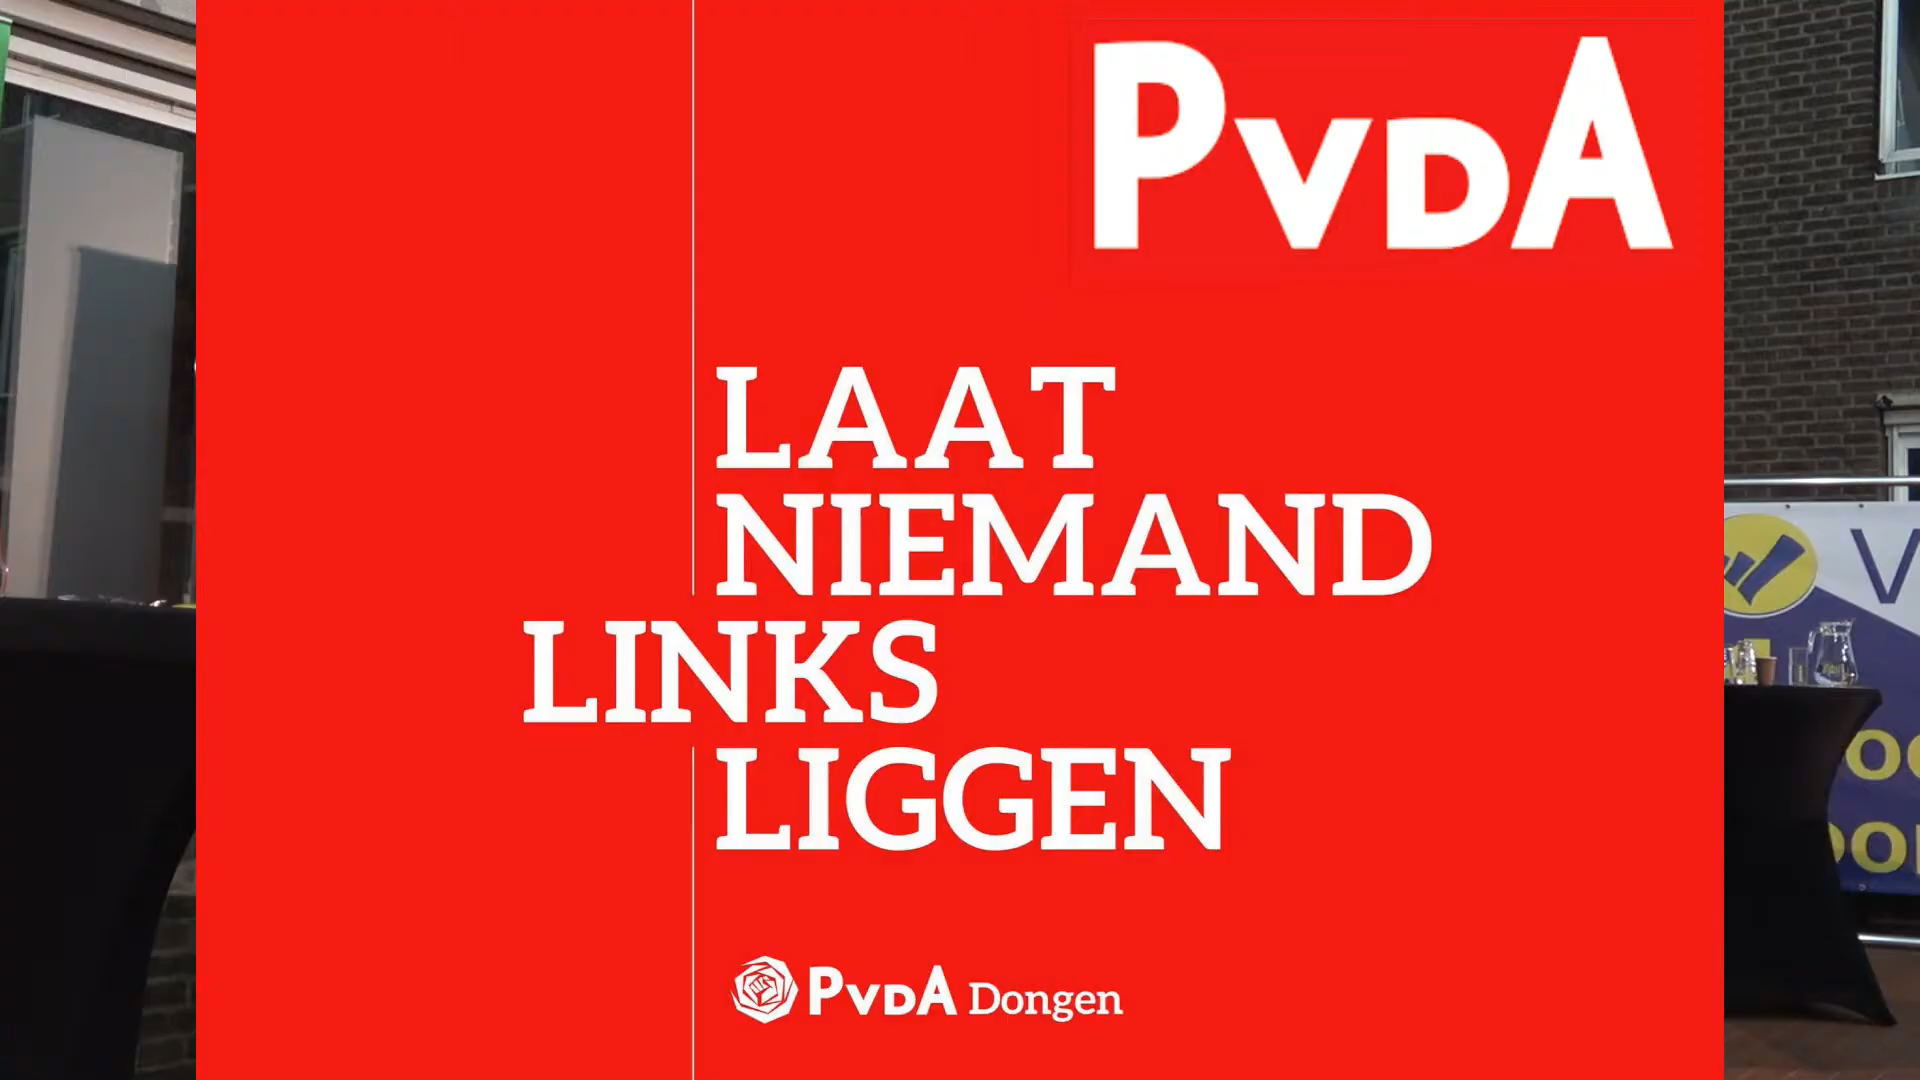 PvdA
LAAT
NIEMAND
LINKS
LIGGEN
PvdA Dongen
V